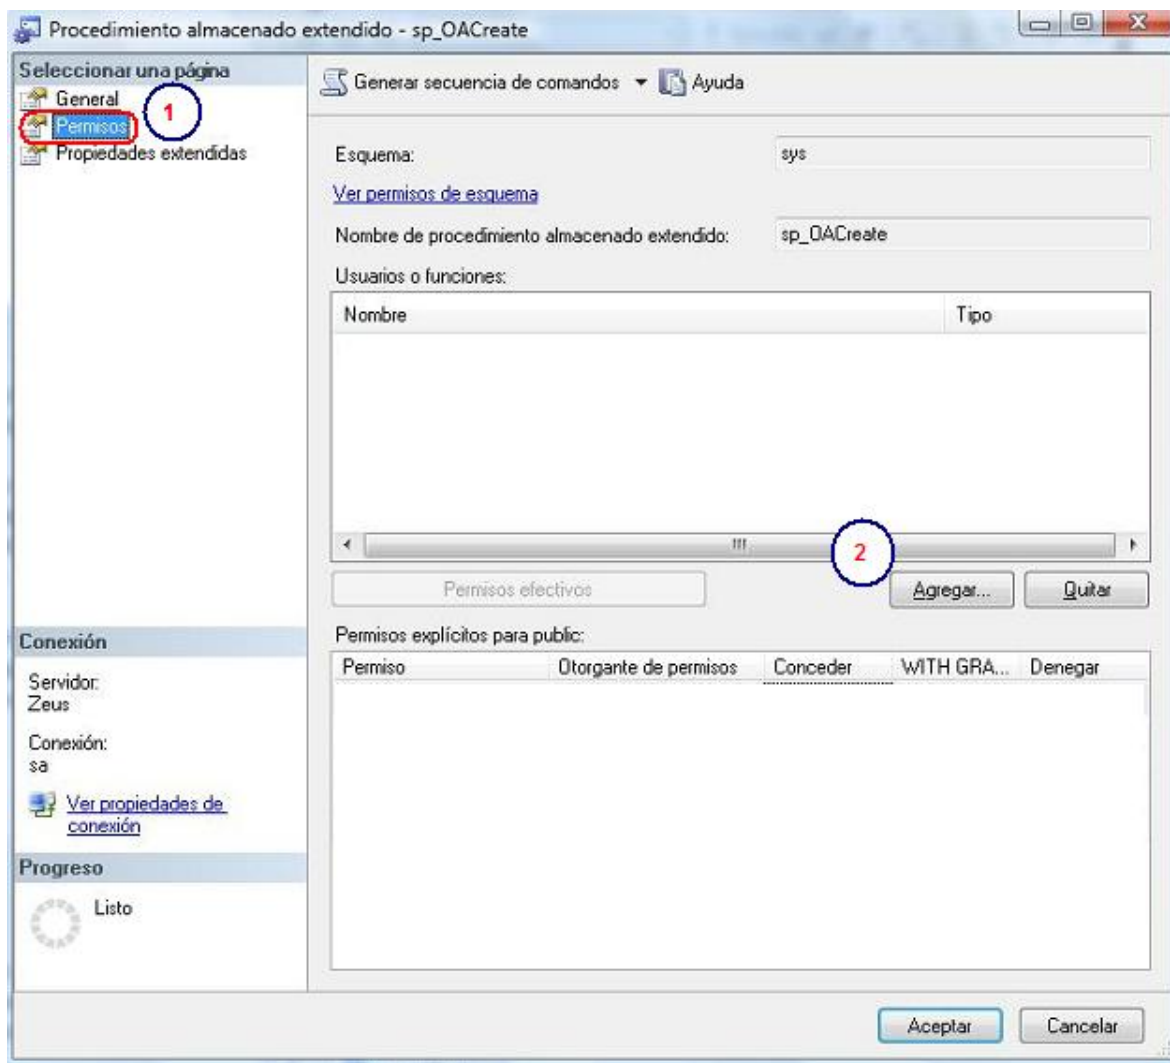 Procedimiento almacenado extendido - sp_OACreate
Seleccionar una página
General
1
Permisos
Propiedades extendidas
Generar secuencia de comandos
Ayuda
Esquema:
sys
Ver permisos de esquema
Nombre de procedimiento almacenado extendido:
sp_OACreate
Usuarios o funciones:
Nombre
Tipo
2
Permisos efectivos
Agregar...
Quitar
Permisos explícitos para public:
Permiso
Otorgante de permisos
Conceder
WITH GRA...
Denegar
Conexión
Servidor:
Zeus
Conexión:
sa
Ver propiedades de
conexión
Progreso
Listo
Aceptar
Cancelar